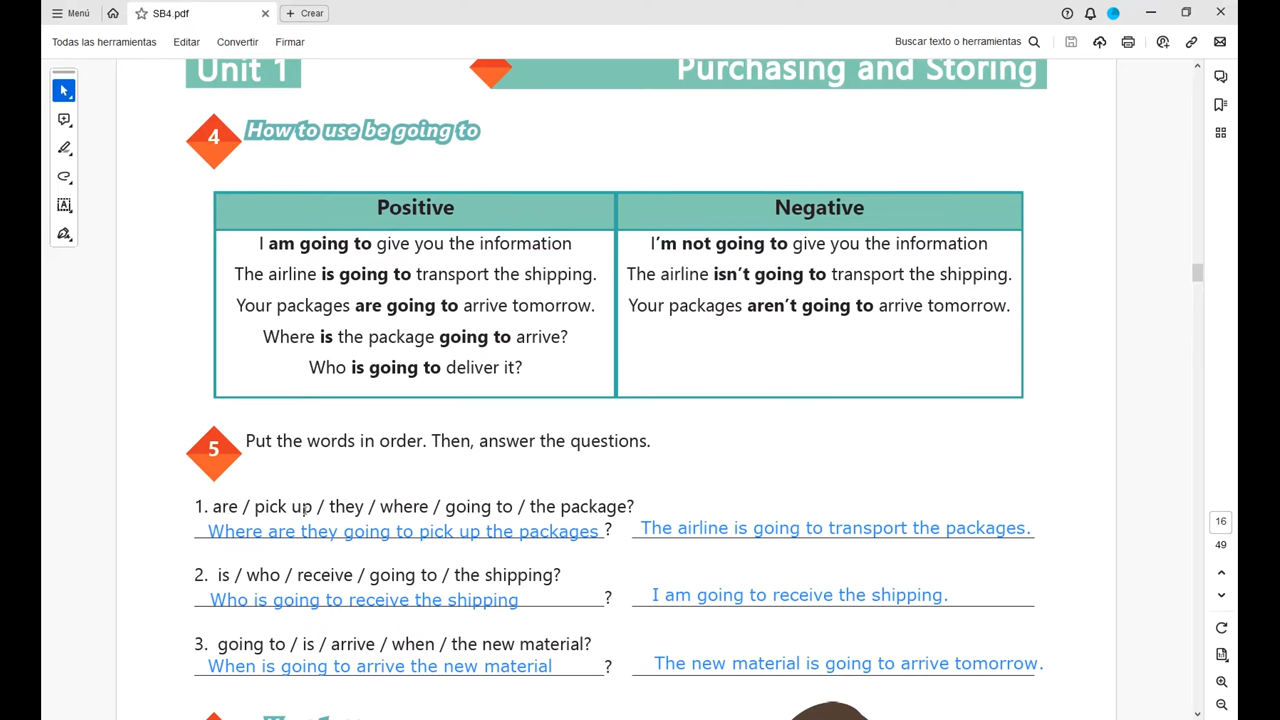 Menú
SB4.pdf
Crear
Todas las herramientas
Editar
Convertir
Firmar
Buscar texto o herramientas
Unit 1
Purchasing and Storing
4
How to use be going to
Positive
Negative
I am going to give you the information
I'm not going to give you the information
The airline is going to transport the shipping.
The airline isn't going to transport the shipping.
Your packages are going to arrive tomorrow.
Your packages aren't going to arrive tomorrow.
Where is the package going to arrive?
Who is going to deliver it?
5
Put the words in order. Then, answer the questions.
1. are / pick up / they / where / going to / the package?
Where are they going to pick up the packages ? The airline is going to transport the packages.
2. is / who / receive / going to / the shipping?
Who is going to receive the shipping ? I am going to receive the shipping.
3. going to / is / arrive / when / the new material?
When is going to arrive the new material ? The new material is going to arrive tomorrow.
16
49